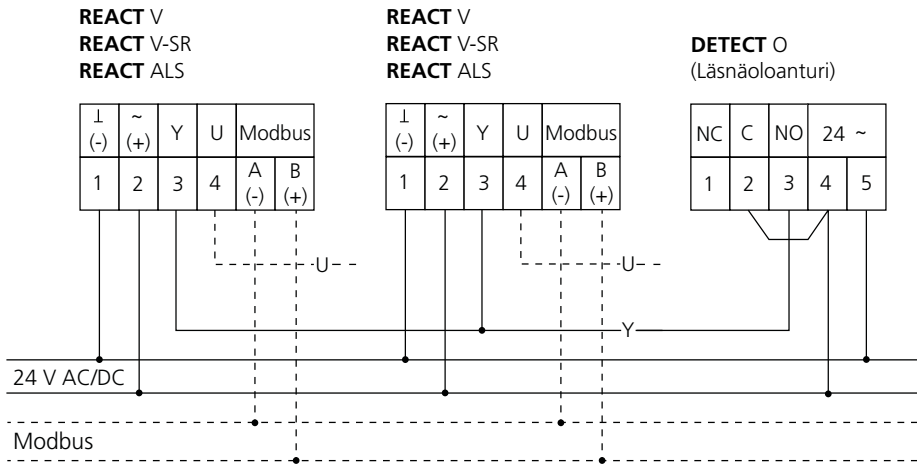 REACT V
REACT V-SR
REACT ALS
REACT V
REACT V-SR
REACT ALS
DETECT O
(Läsnäoloanturi)
⊥ (-) ~ (+) Y U Modbus
1 2 3 4 A (-) B (+)
⊥ (-) ~ (+) Y U Modbus
1 2 3 4 A (-) B (+)
NC C NO 24 ~
1 2 3 4 5
U
U
Y
24 V AC/DC
Modbus